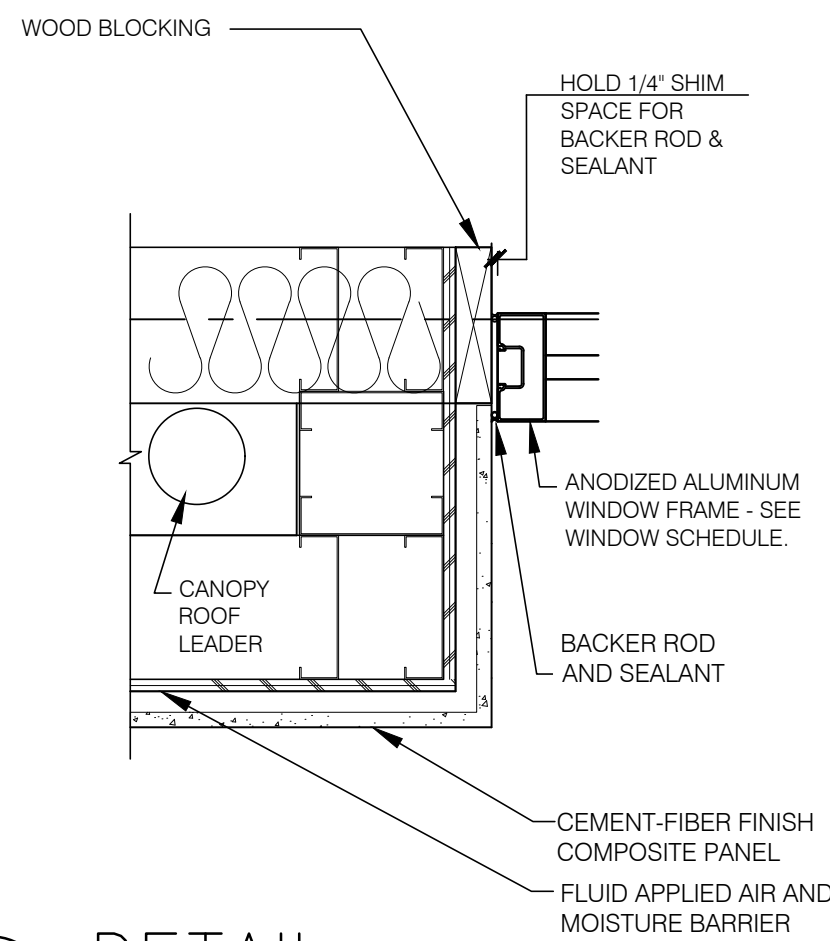 WOOD BLOCKING
HOLD 1/4" SHIM
SPACE FOR
BACKER ROD &
SEALANT
ANODIZED ALUMINUM
WINDOW FRAME - SEE
WINDOW SCHEDULE.
CANOPY
ROOF
LEADER
BACKER ROD
AND SEALANT
CEMENT-FIBER FINISH
COMPOSITE PANEL
FLUID APPLIED AIR AND
MOISTURE BARRIER
DETAIL